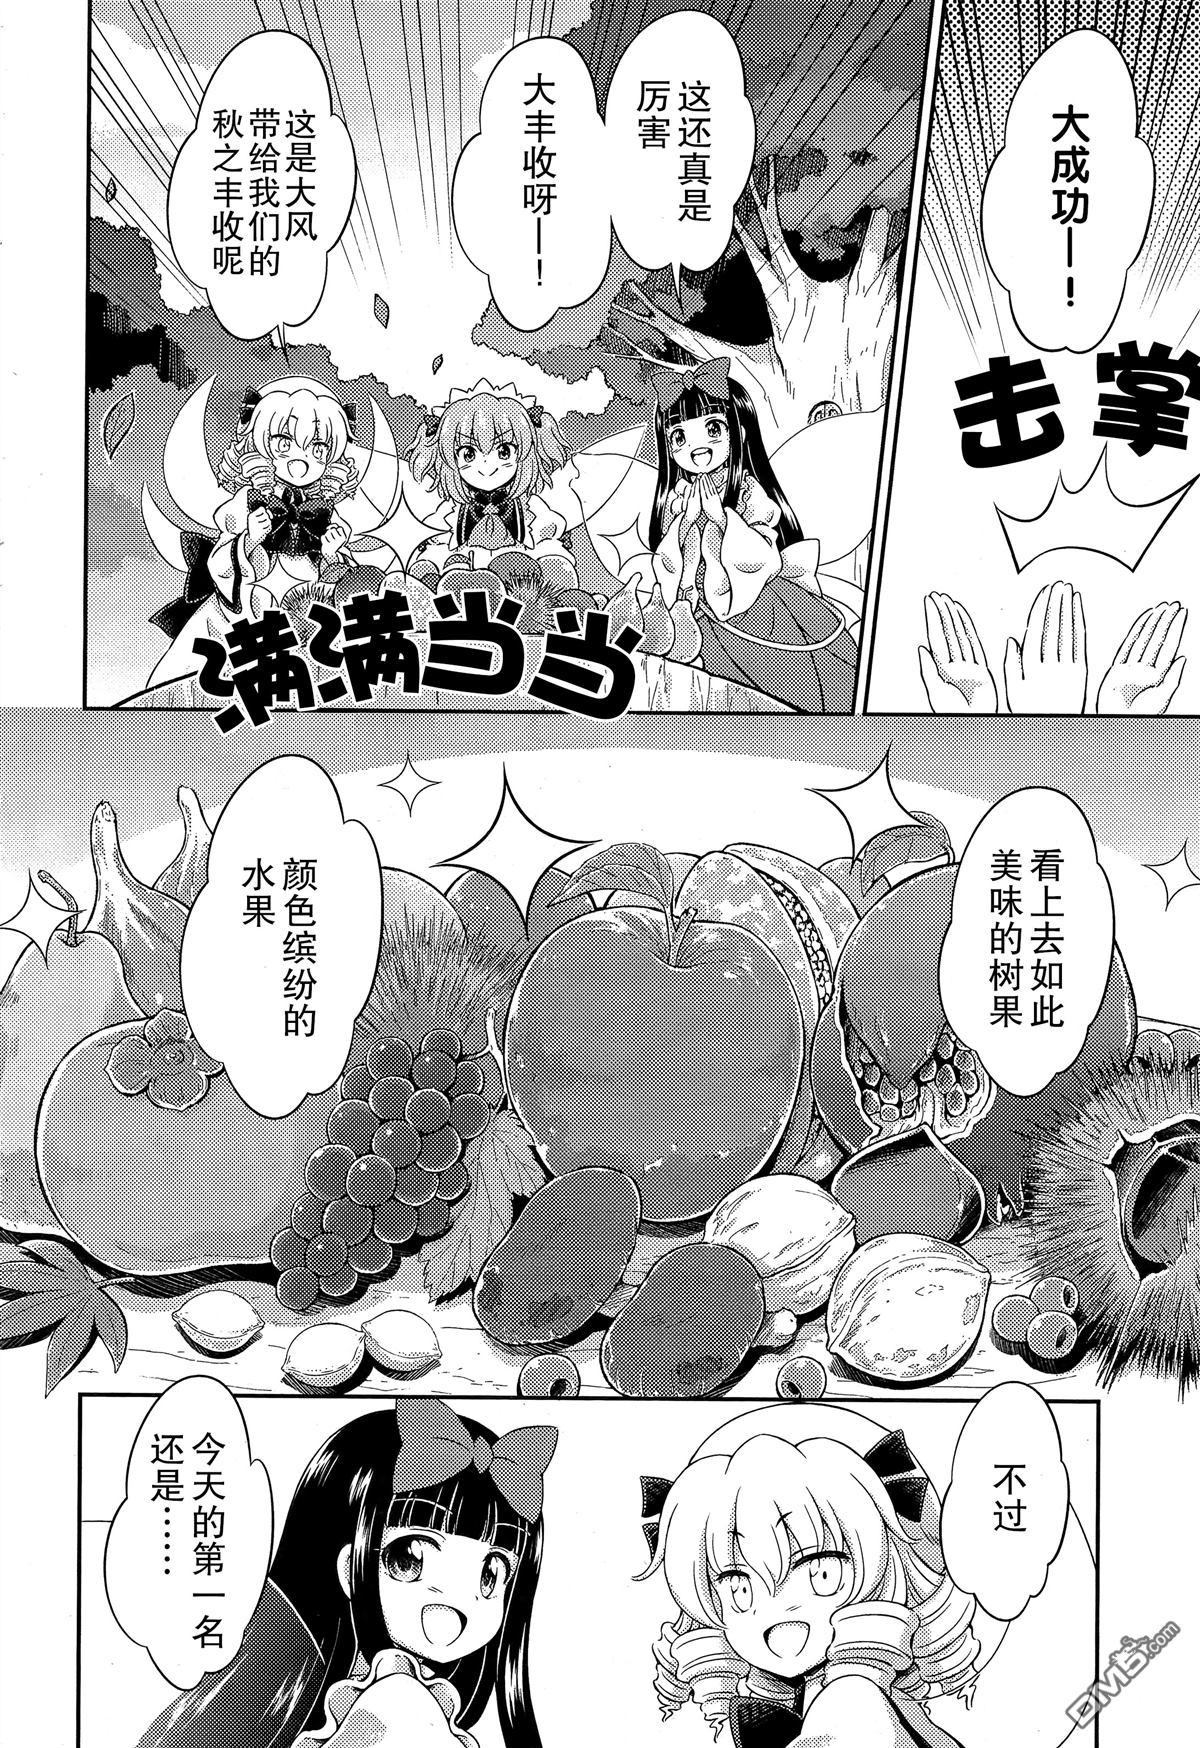 大成功—！
击掌
这还真是
厉害
大丰收呀—！
这是大风
带给我们的
秋之丰收呢
满满当当
看上去如此
美味的树果
颜色缤纷的
水果
不过
今天的第一名
还是……
DM5.com